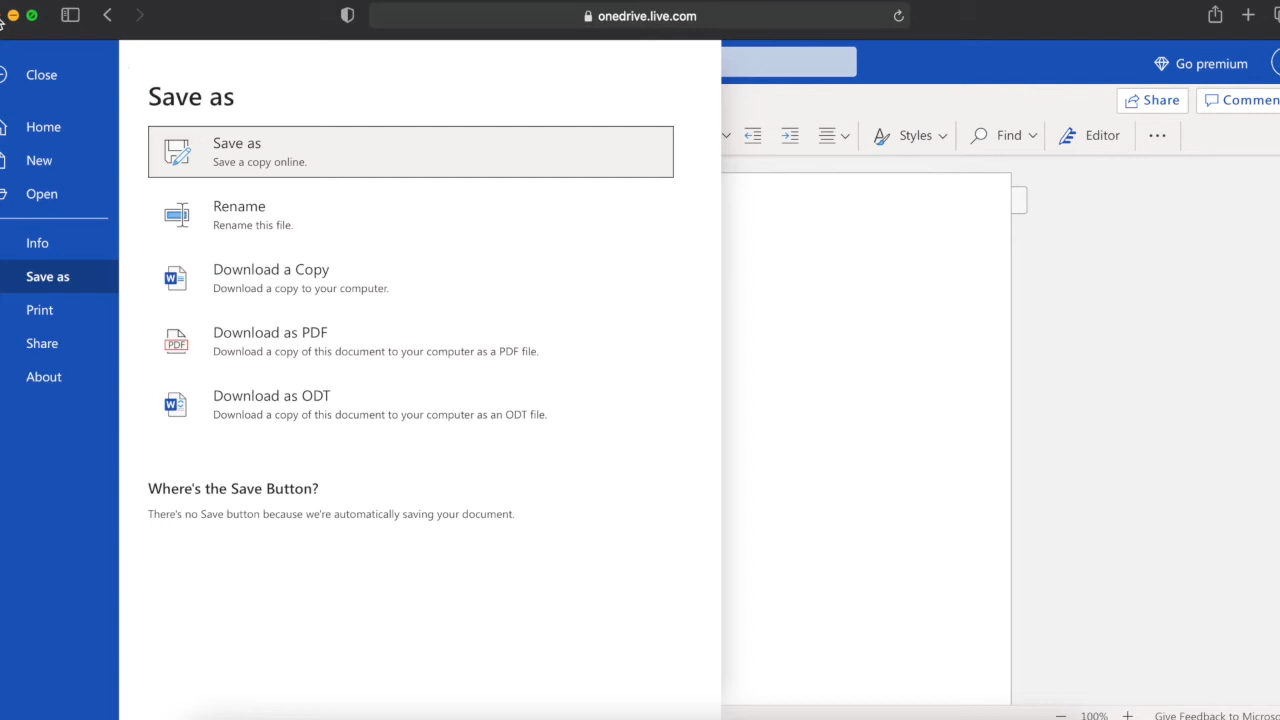 onedrive.live.com
Close
Home
New
Open
Info
Save as
Print
Share
About
Save as
Save as
Save a copy online.
Rename
Rename this file.
Download a Copy
Download a copy to your computer.
PDF
Download as PDF
Download a copy of this document to your computer as a PDF file.
Download as ODT
Download a copy of this document to your computer as an ODT file.
Where's the Save Button?
There's no Save button because we're automatically saving your document.
Go premium
Share
Commen
Styles
Find
Editor
100%
Give Feedback to Microso